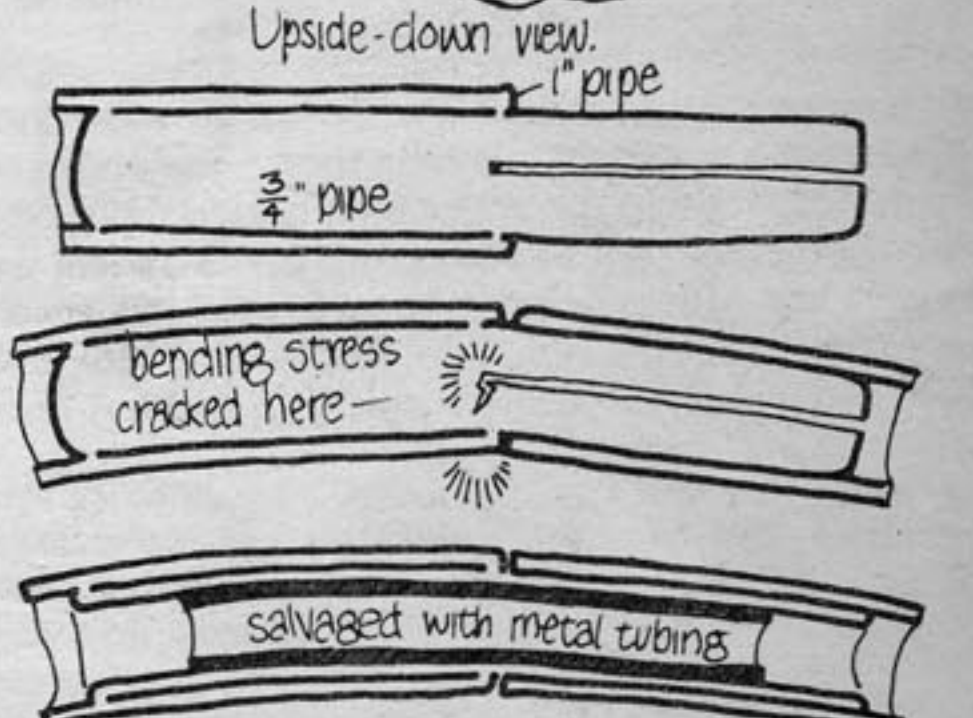 Upside-down view.
1" pipe
3/4" pipe
bending stress
cracked here
salvaged with metal tubing